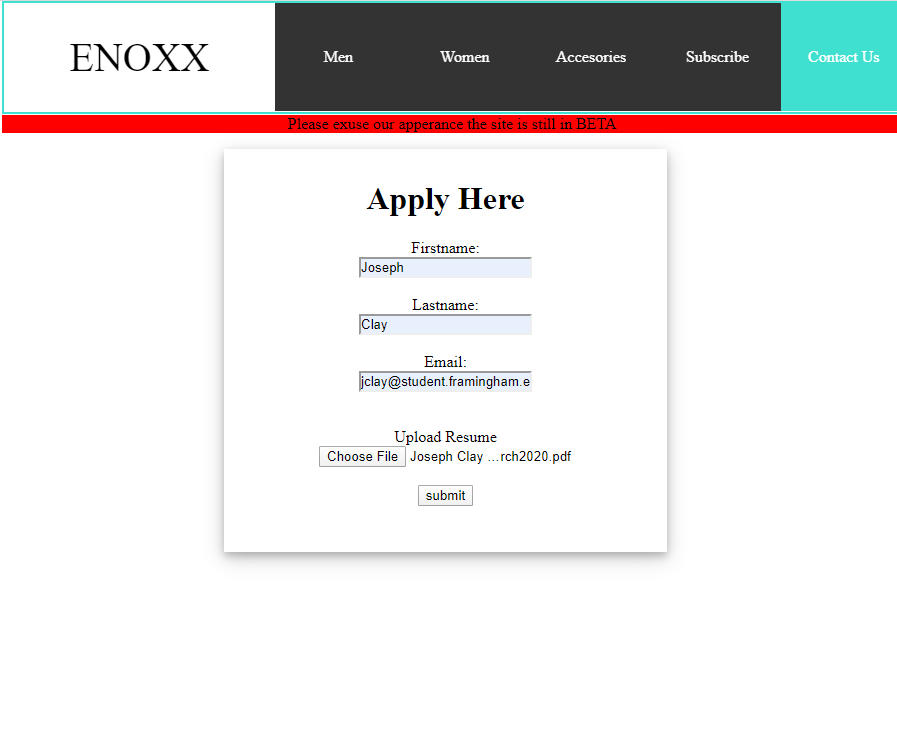 ENOXX
Men
Women
Accesories
Subscribe
Contact Us
Please exuse our apperance the site is still in BETA
Apply Here
Firstname:
Joseph
Lastname:
Clay
Email:
jclay@student.framingham.e
Upload Resume
Choose File Joseph Clay ...rch2020.pdf
submit